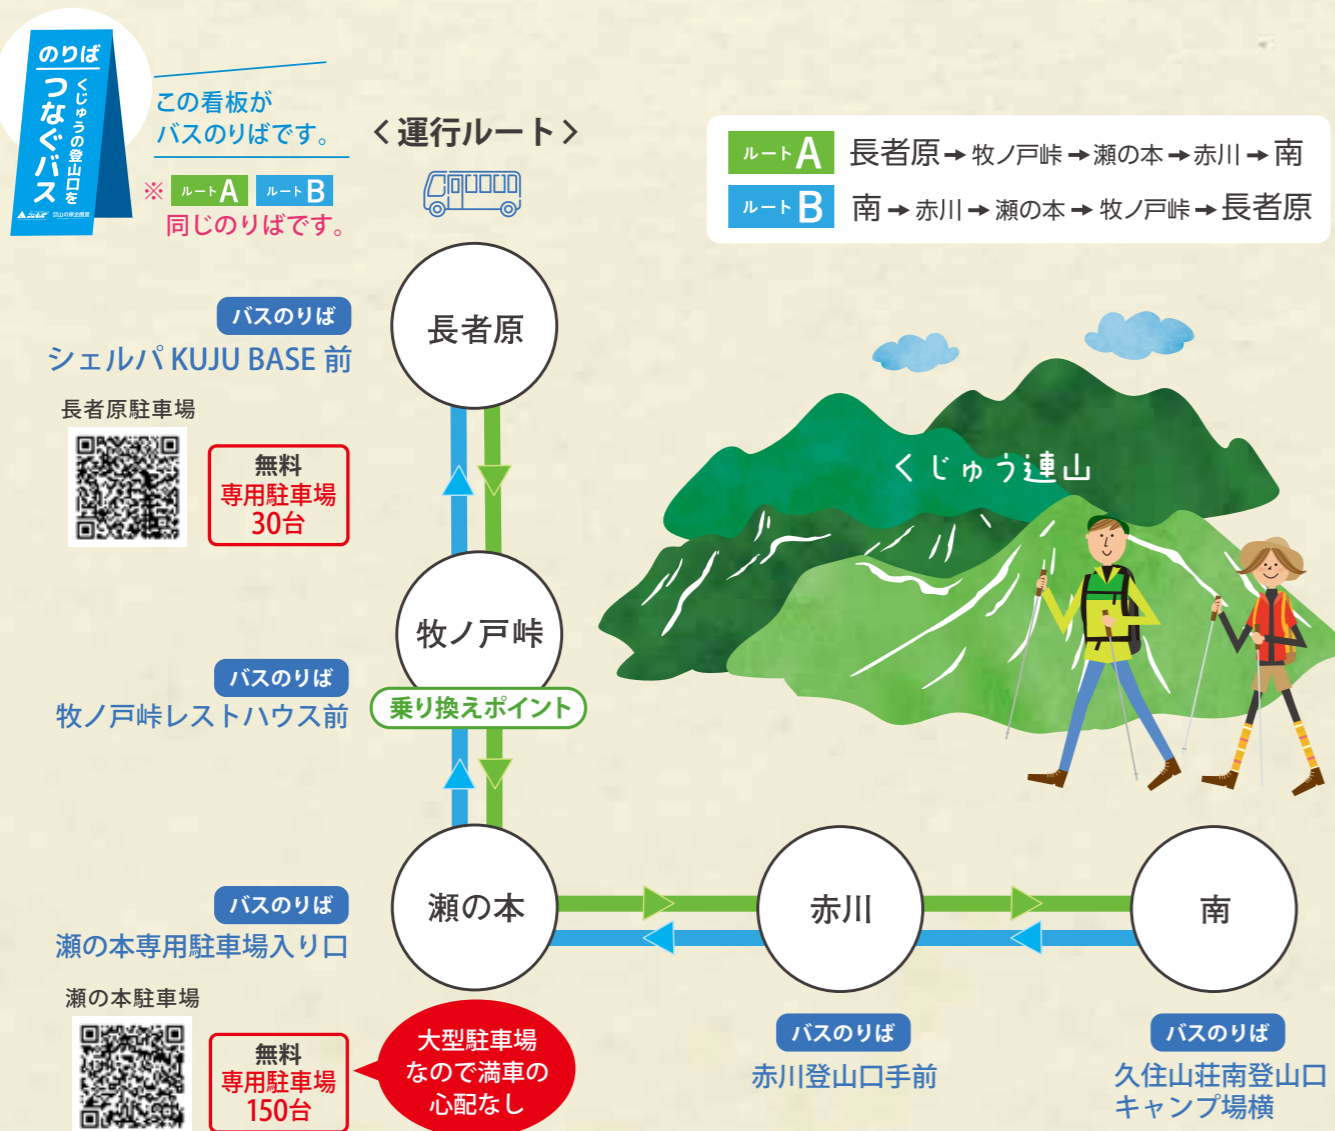 のりば
くじゅうの登山口を
つなぐバス
この看板が
バスのりばです。
※ ルートA ルートB
同じのりばです。
〈運行ルート〉
ルートA 長者原→牧ノ戸峠→瀬の本→赤川→南
ルートB 南→赤川→瀬の本→牧ノ戸峠→長者原
長者原
バスのりば
シェルパ KUJU BASE 前
長者原駐車場
無料
専用駐車場
30台
くじゅう連山
牧ノ戸峠
乗り換えポイント
バスのりば
牧ノ戸峠レストハウス前
瀬の本
バスのりば
瀬の本専用駐車場入り口
瀬の本駐車場
無料
専用駐車場
150台
大型駐車場
なので満車の
心配なし
赤川
バスのりば
赤川登山口手前
南
バスのりば
久住山荘南登山口
キャンプ場横